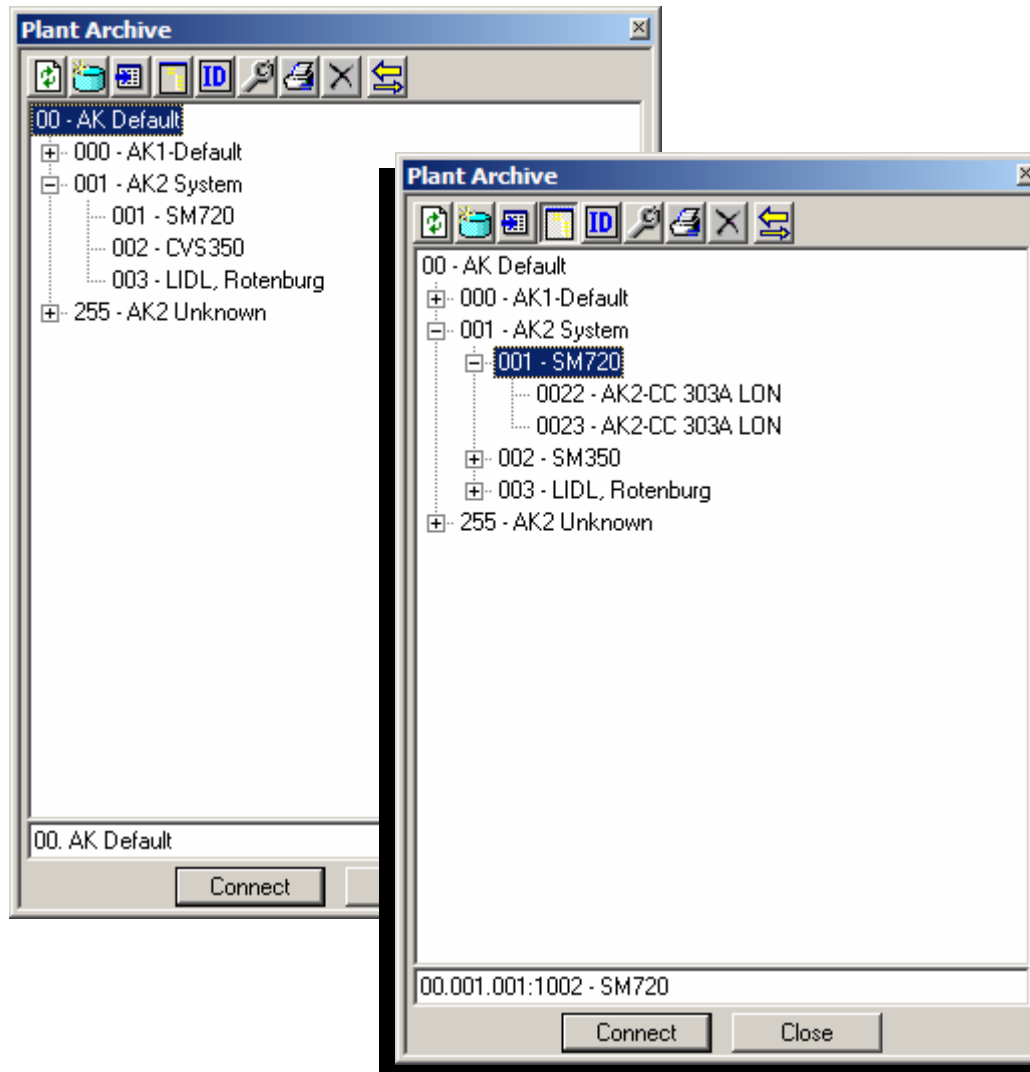 Plant Archive
ID
00 - AK Default
000 - AK1-Default
001 - AK2 System
001 - SM720
002 - CVS350
003 - LIDL, Rotenburg
255 - AK2 Unknown
00. AK Default
Connect
Plant Archive
ID
00 - AK Default
000 - AK1-Default
001 - AK2 System
001 - SM720
0022 - AK2-CC 303A LON
0023 - AK2-CC 303A LON
002 - SM350
003 - LIDL, Rotenburg
255 - AK2 Unknown
00.001.001:1002 - SM720
Connect Close